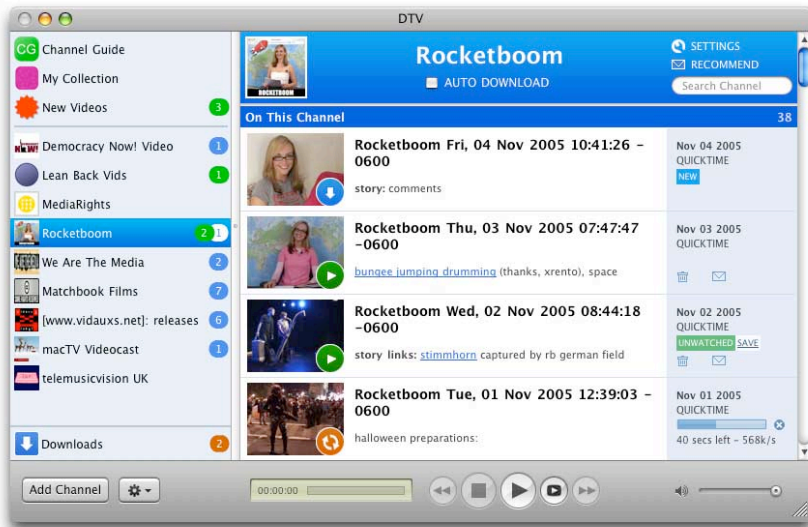 DTV
CG Channel Guide
My Collection
New Videos 3
Democracy Now! Video 1
Lean Back Vids 1
MediaRights
Rocketboom 2 1
We Are The Media 2
Matchbook Films 7
[www.vidauxs.net]: releases 6
macTV Videocast 1
telemusicvision UK
Downloads 2
Add Channel
ROCKETBOOM
Rocketboom
AUTO DOWNLOAD
SETTINGS
RECOMMEND
Search Channel
On This Channel 38
Rocketboom Fri, 04 Nov 2005 10:41:26 -
0600
story: comments
Nov 04 2005
QUICKTIME
NEW
Rocketboom Thu, 03 Nov 2005 07:47:47
-0600
bungee jumping drumming (thanks, xrento), space
Nov 03 2005
QUICKTIME
Rocketboom Wed, 02 Nov 2005 08:44:18
-0600
story links: stimmhorn captured by rb german field
Nov 02 2005
QUICKTIME
UNWATCHED SAVE
Rocketboom Tue, 01 Nov 2005 12:39:03 -
0600
halloween preparations:
Nov 01 2005
QUICKTIME
40 secs left - 568k/s
00:00:00